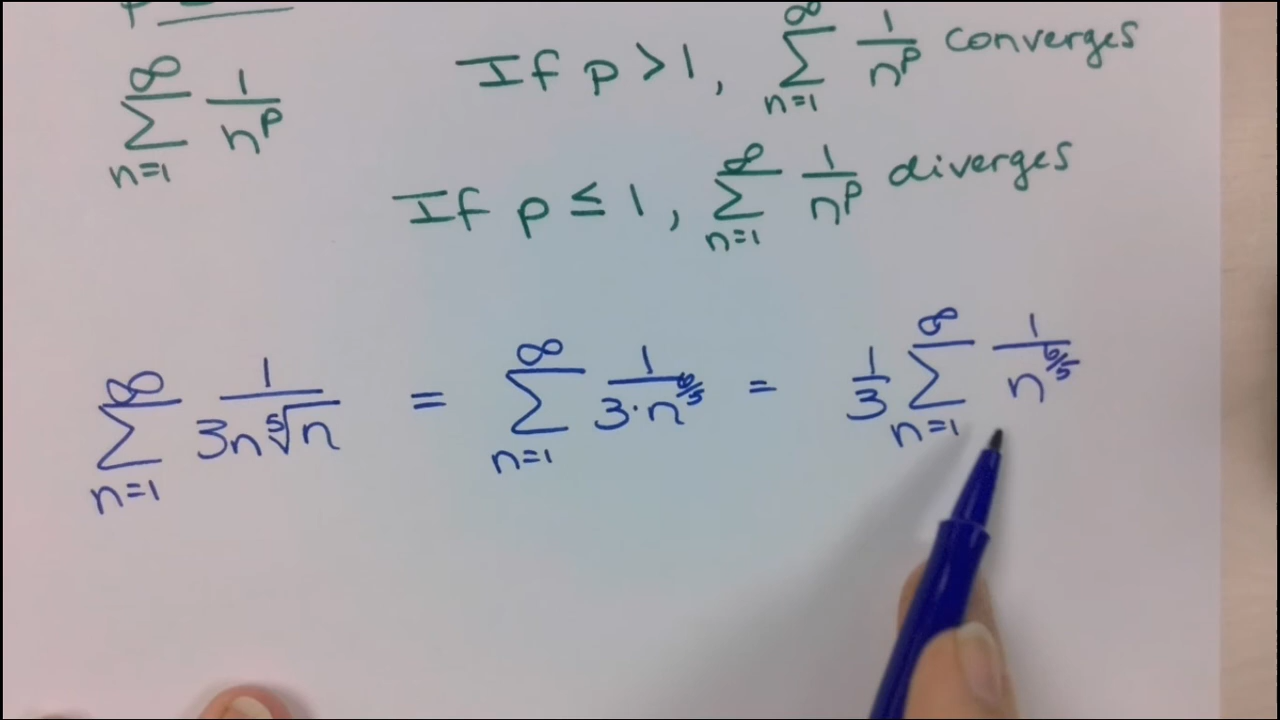 If p > 1, ∞ ∑ n=1 1/n^p converges
∞ ∑ n=1 1/n^p
If p ≤ 1, ∞ ∑ n=1 1/n^p diverges
∞ ∑ n=1 1/(3n ⁵√n) = ∞ ∑ n=1 1/(3·n^(6/5)) = 1/3 ∞ ∑ n=1 1/n^(6/5)